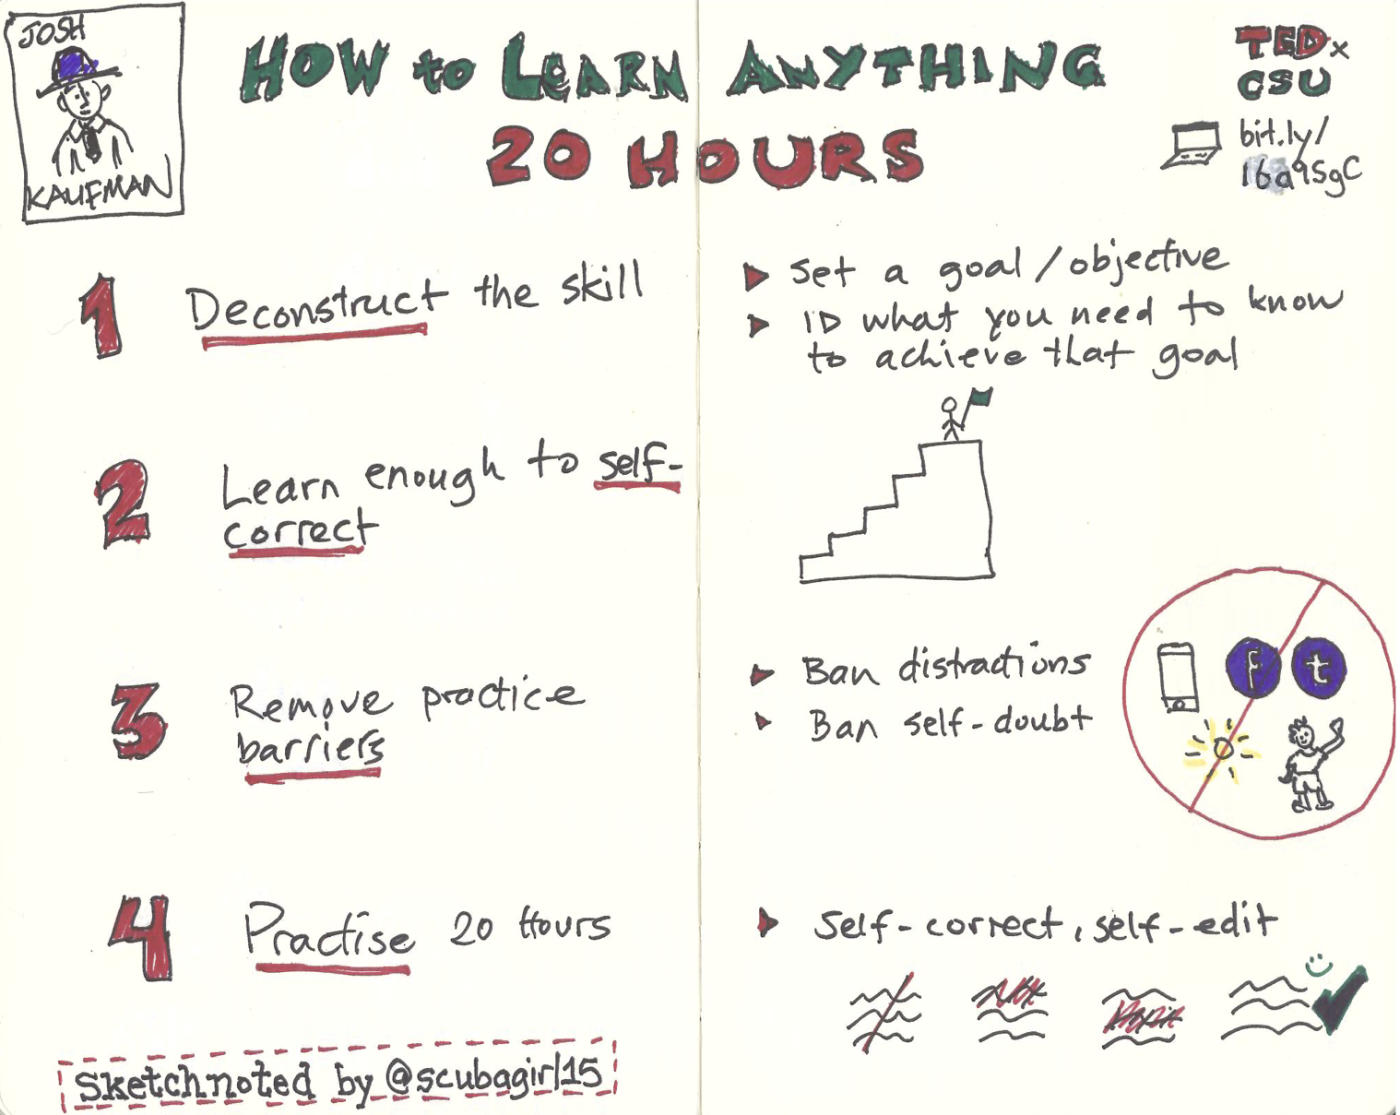 JOSH
KAUFMAN
HOW to LEARN ANYTHING
20 HOURS
TEDx
CSU
bit.ly/
16a9SgC
1 Deconstruct the skill
Set a goal / objective
ID what you need to know
to achieve that goal
2 Learn enough to self-
correct
3 Remove practice
barriers
Ban distractions
Ban self-doubt
f t
4 Practise 20 Hours
Self-correct, self-edit
Sketchnoted by @scubagirl15